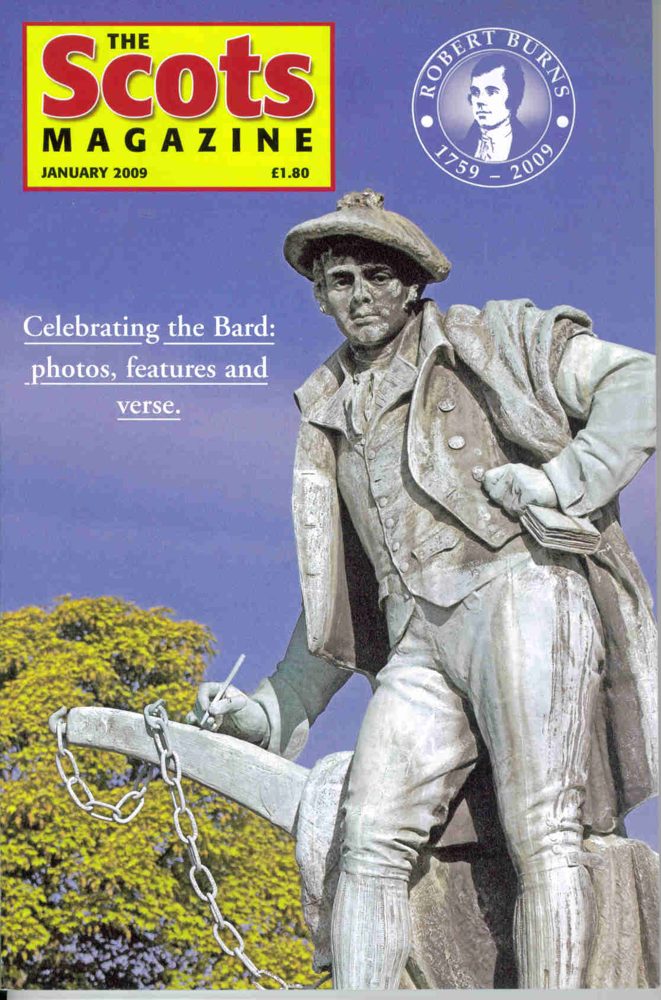 THE
Scots
MAGAZINE
JANUARY 2009 £1.80
ROBERT BURNS
1759 – 2009
Celebrating the Bard:
photos, features and
verse.